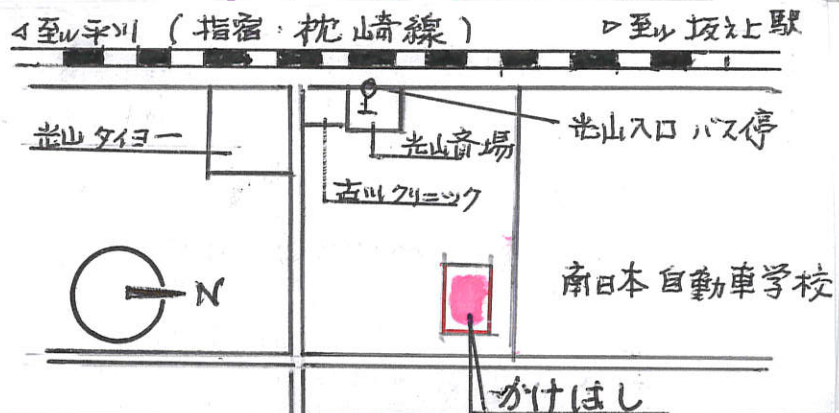 至ル 平川 (指宿・枕崎線) 至ル 坂之上駅
光山タイヨー
光山斎場
光山入口 バス停
古川クリニック
N
南日本自動車学校
かけはし